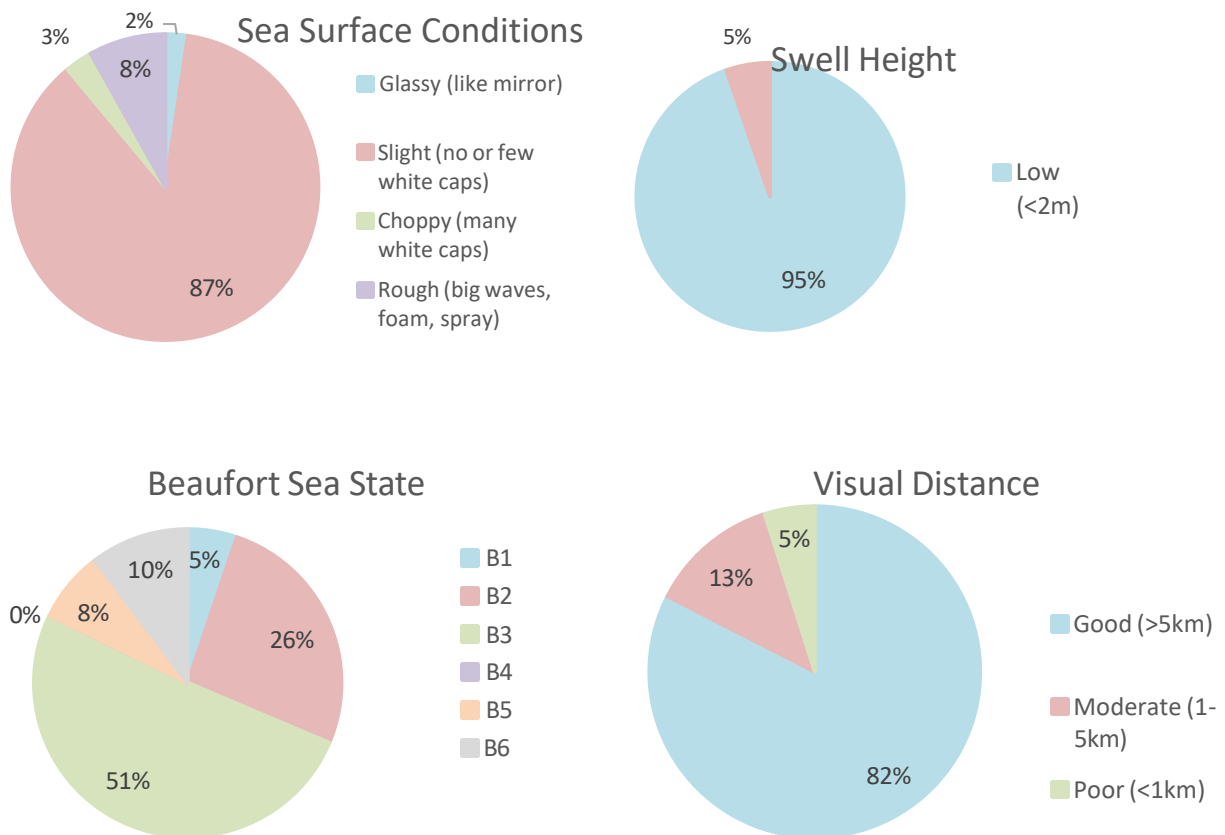 Sea Surface Conditions
2%
3%
8%
87%
Glassy (like mirror)
Slight (no or few
white caps)
Choppy (many
white caps)
Rough (big waves,
foam, spray)
Swell Height
5%
95%
Low
(<2m)
Beaufort Sea State
5%
26%
51%
0%
8%
10%
B1
B2
B3
B4
B5
B6
Visual Distance
5%
13%
82%
Good (>5km)
Moderate (1-
5km)
Poor (<1km)